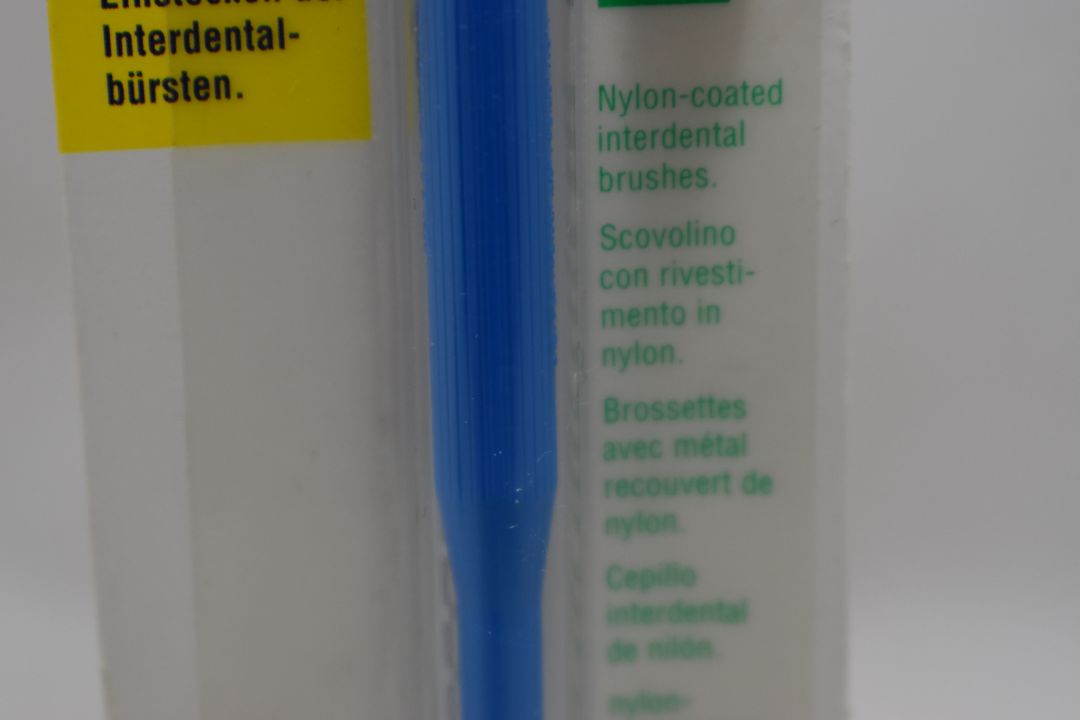 Interdental-
bürsten.
Nylon-coated
interdental
brushes.
Scovolino
con rivesti-
mento in
nylon.
Brossettes
avec métal
recouvert de
nylon.
Cepillo
interdental
de nilón.
nylon-